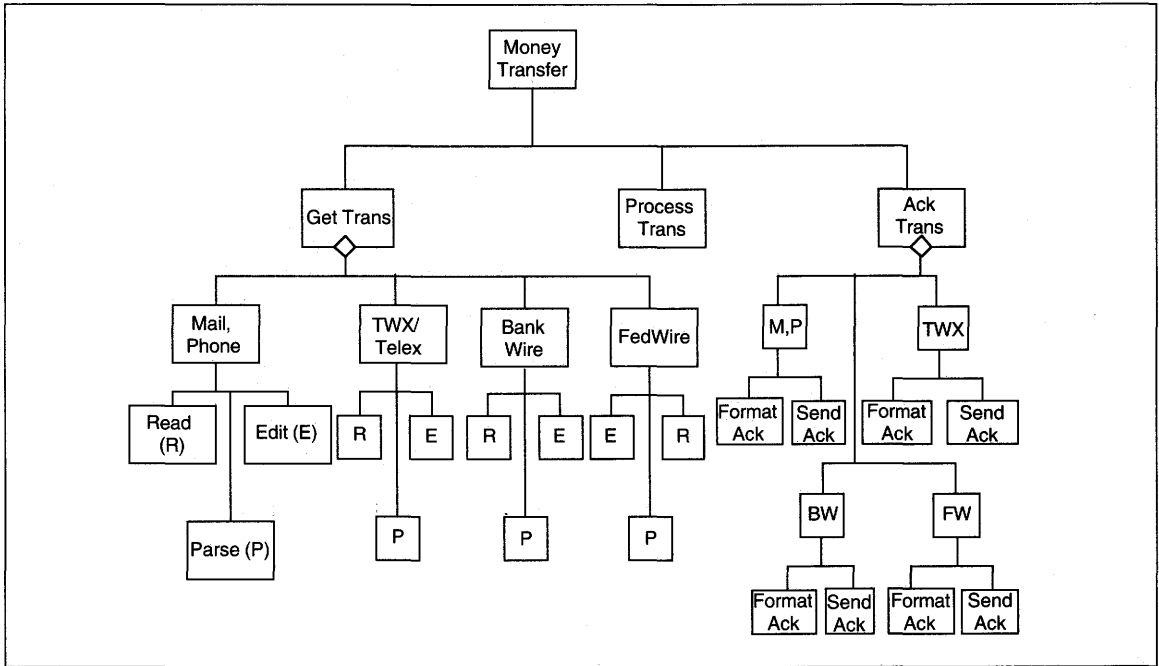 Money
Transfer
Get Trans
Process
Trans
Ack
Trans
Mail,
Phone
TWX/
Telex
Bank
Wire
FedWire
M,P
TWX
Read
(R)
Edit (E)
R
E
R
E
E
R
Format
Ack
Send
Ack
Format
Ack
Send
Ack
Parse (P)
P
P
P
BW
FW
Format
Ack
Send
Ack
Format
Ack
Send
Ack